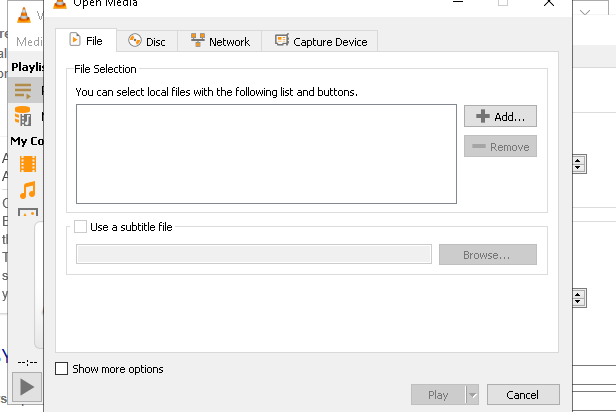 Open Media
Medi
File
Disc
Network
Capture Device
Playlis
File Selection
You can select local files with the following list and buttons.
Add...
Remove
My Co
Use a subtitle file
Browse...
--:--
Show more options
Play
Cancel